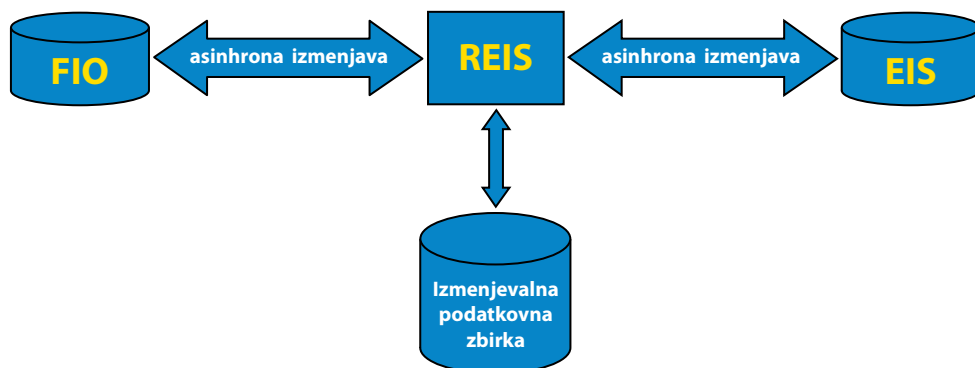 FIO
asinhrona izmenjava
REIS
asinhrona izmenjava
EIS
Izmenjevalna
podatkovna
zbirka